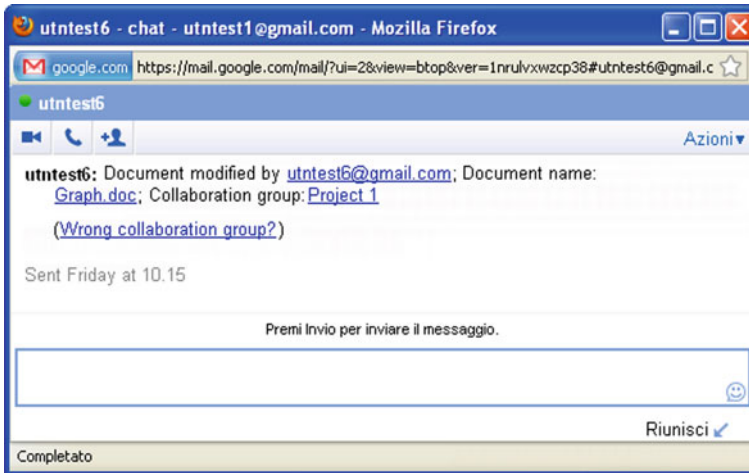 utntest6 - chat - utntest1@gmail.com - Mozilla Firefox
google.com https://mail.google.com/mail/?ui=2&view=btop&ver=1nrulvxwzcp38#utntest6@gmail.c
utntest6
Azioni▾
utntest6: Document modified by utntest6@gmail.com; Document name:
Graph.doc; Collaboration group: Project 1
(Wrong collaboration group?)
Sent Friday at 10.15
Premi Invio per inviare il messaggio.
Riunisci
Completato